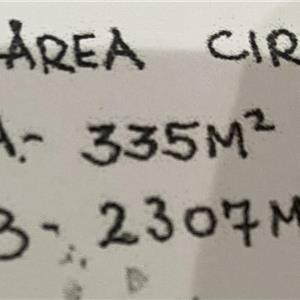 ÁREA CIR
A.- 335M²
B-. 2307M